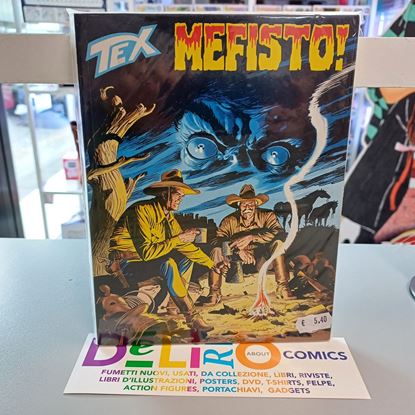 TEX
MEFISTO!
€ 5,40
DeLiRIO ABOUT COMICS
FUMETTI NUOVI, USATI, DA COLLEZIONE, LIBRI, RIVISTE,
LIBRI D'ILLUSTRAZIONI, POSTERS, DVD, T-SHIRTS, FELPE,
ACTION FIGURES, PORTACHIAVI, GADGETS